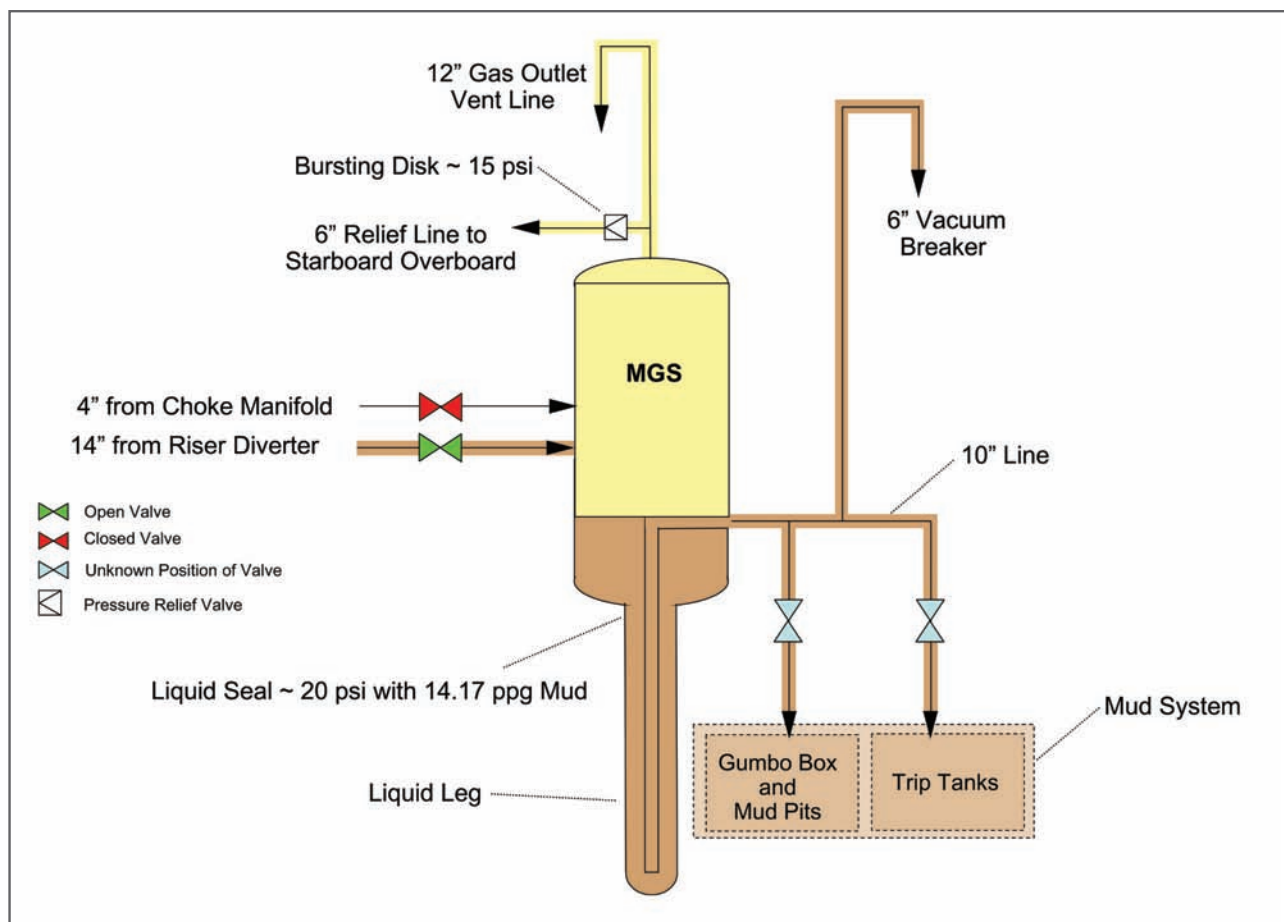 12” Gas Outlet
Vent Line
Bursting Disk ~ 15 psi
6” Relief Line to
Starboard Overboard
6” Vacuum
Breaker
MGS
4” from Choke Manifold
14” from Riser Diverter
10” Line
Open Valve
Closed Valve
Unknown Position of Valve
Pressure Relief Valve
Liquid Seal ~ 20 psi with 14.17 ppg Mud
Mud System
Liquid Leg
Gumbo Box
and
Mud Pits
Trip Tanks